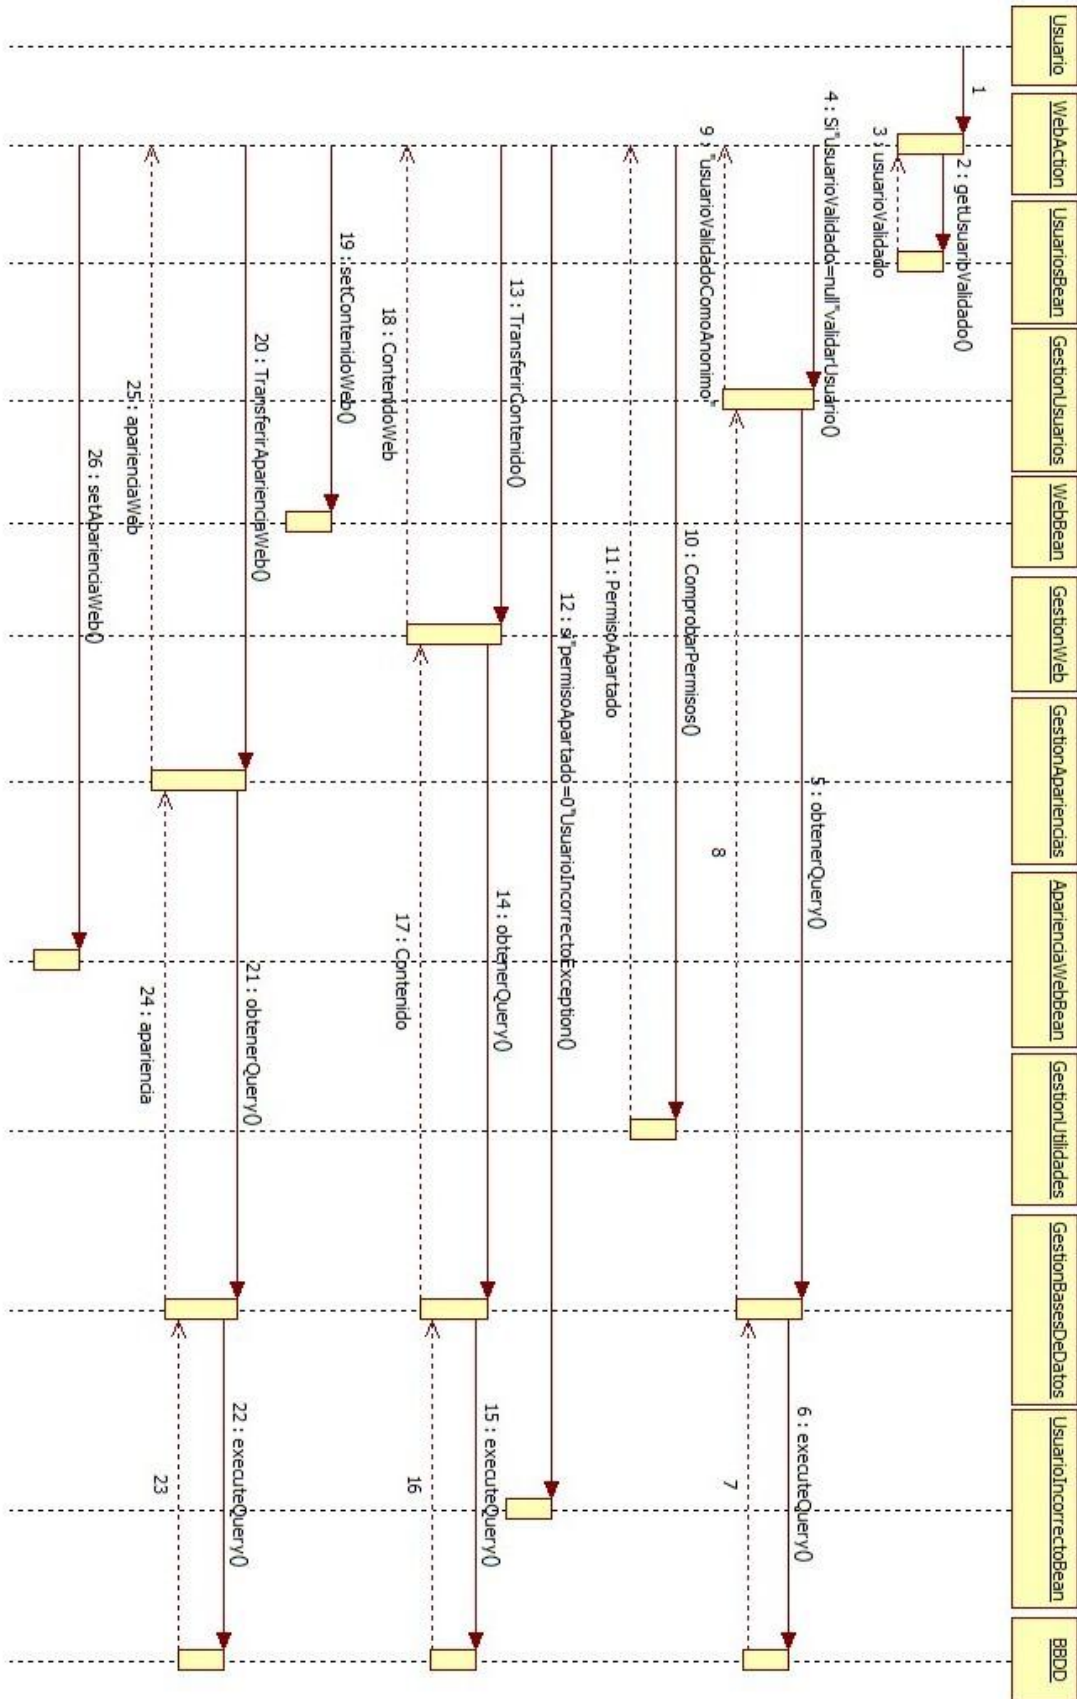 Usuario
WebAction
UsuariosBean
GestionUsuarios
WebBean
GestionWeb
GestionApariencias
AparienciaWebBean
GestionUtilidades
GestionBasesDeDatos
UsuarioIncorrectoBean
BBDD
1
2 : getUsuarioValidado()
3 : usuarioValidado
4 : Si"usuarioValidado=null"validarUsuario()
5 : obtenerQuery()
6 : executeQuery()
7
8
9 : "usuarioValidadoComoAnonimo"
10 : ComprobarPermisos()
11 : PermisoApartado
12 : si"permisoApartado=0"UsuarioIncorrectoException()
13 : TransferirContenido()
14 : obtenerQuery()
15 : executeQuery()
16
17 : Contenido
18 : ContenidoWeb
19 : setContenidoWeb()
20 : TransferirAparienciaWeb()
21 : obtenerQuery()
22 : executeQuery()
23
24 : apariencia
25 : aparienciaWeb
26 : setAparienciaWeb()